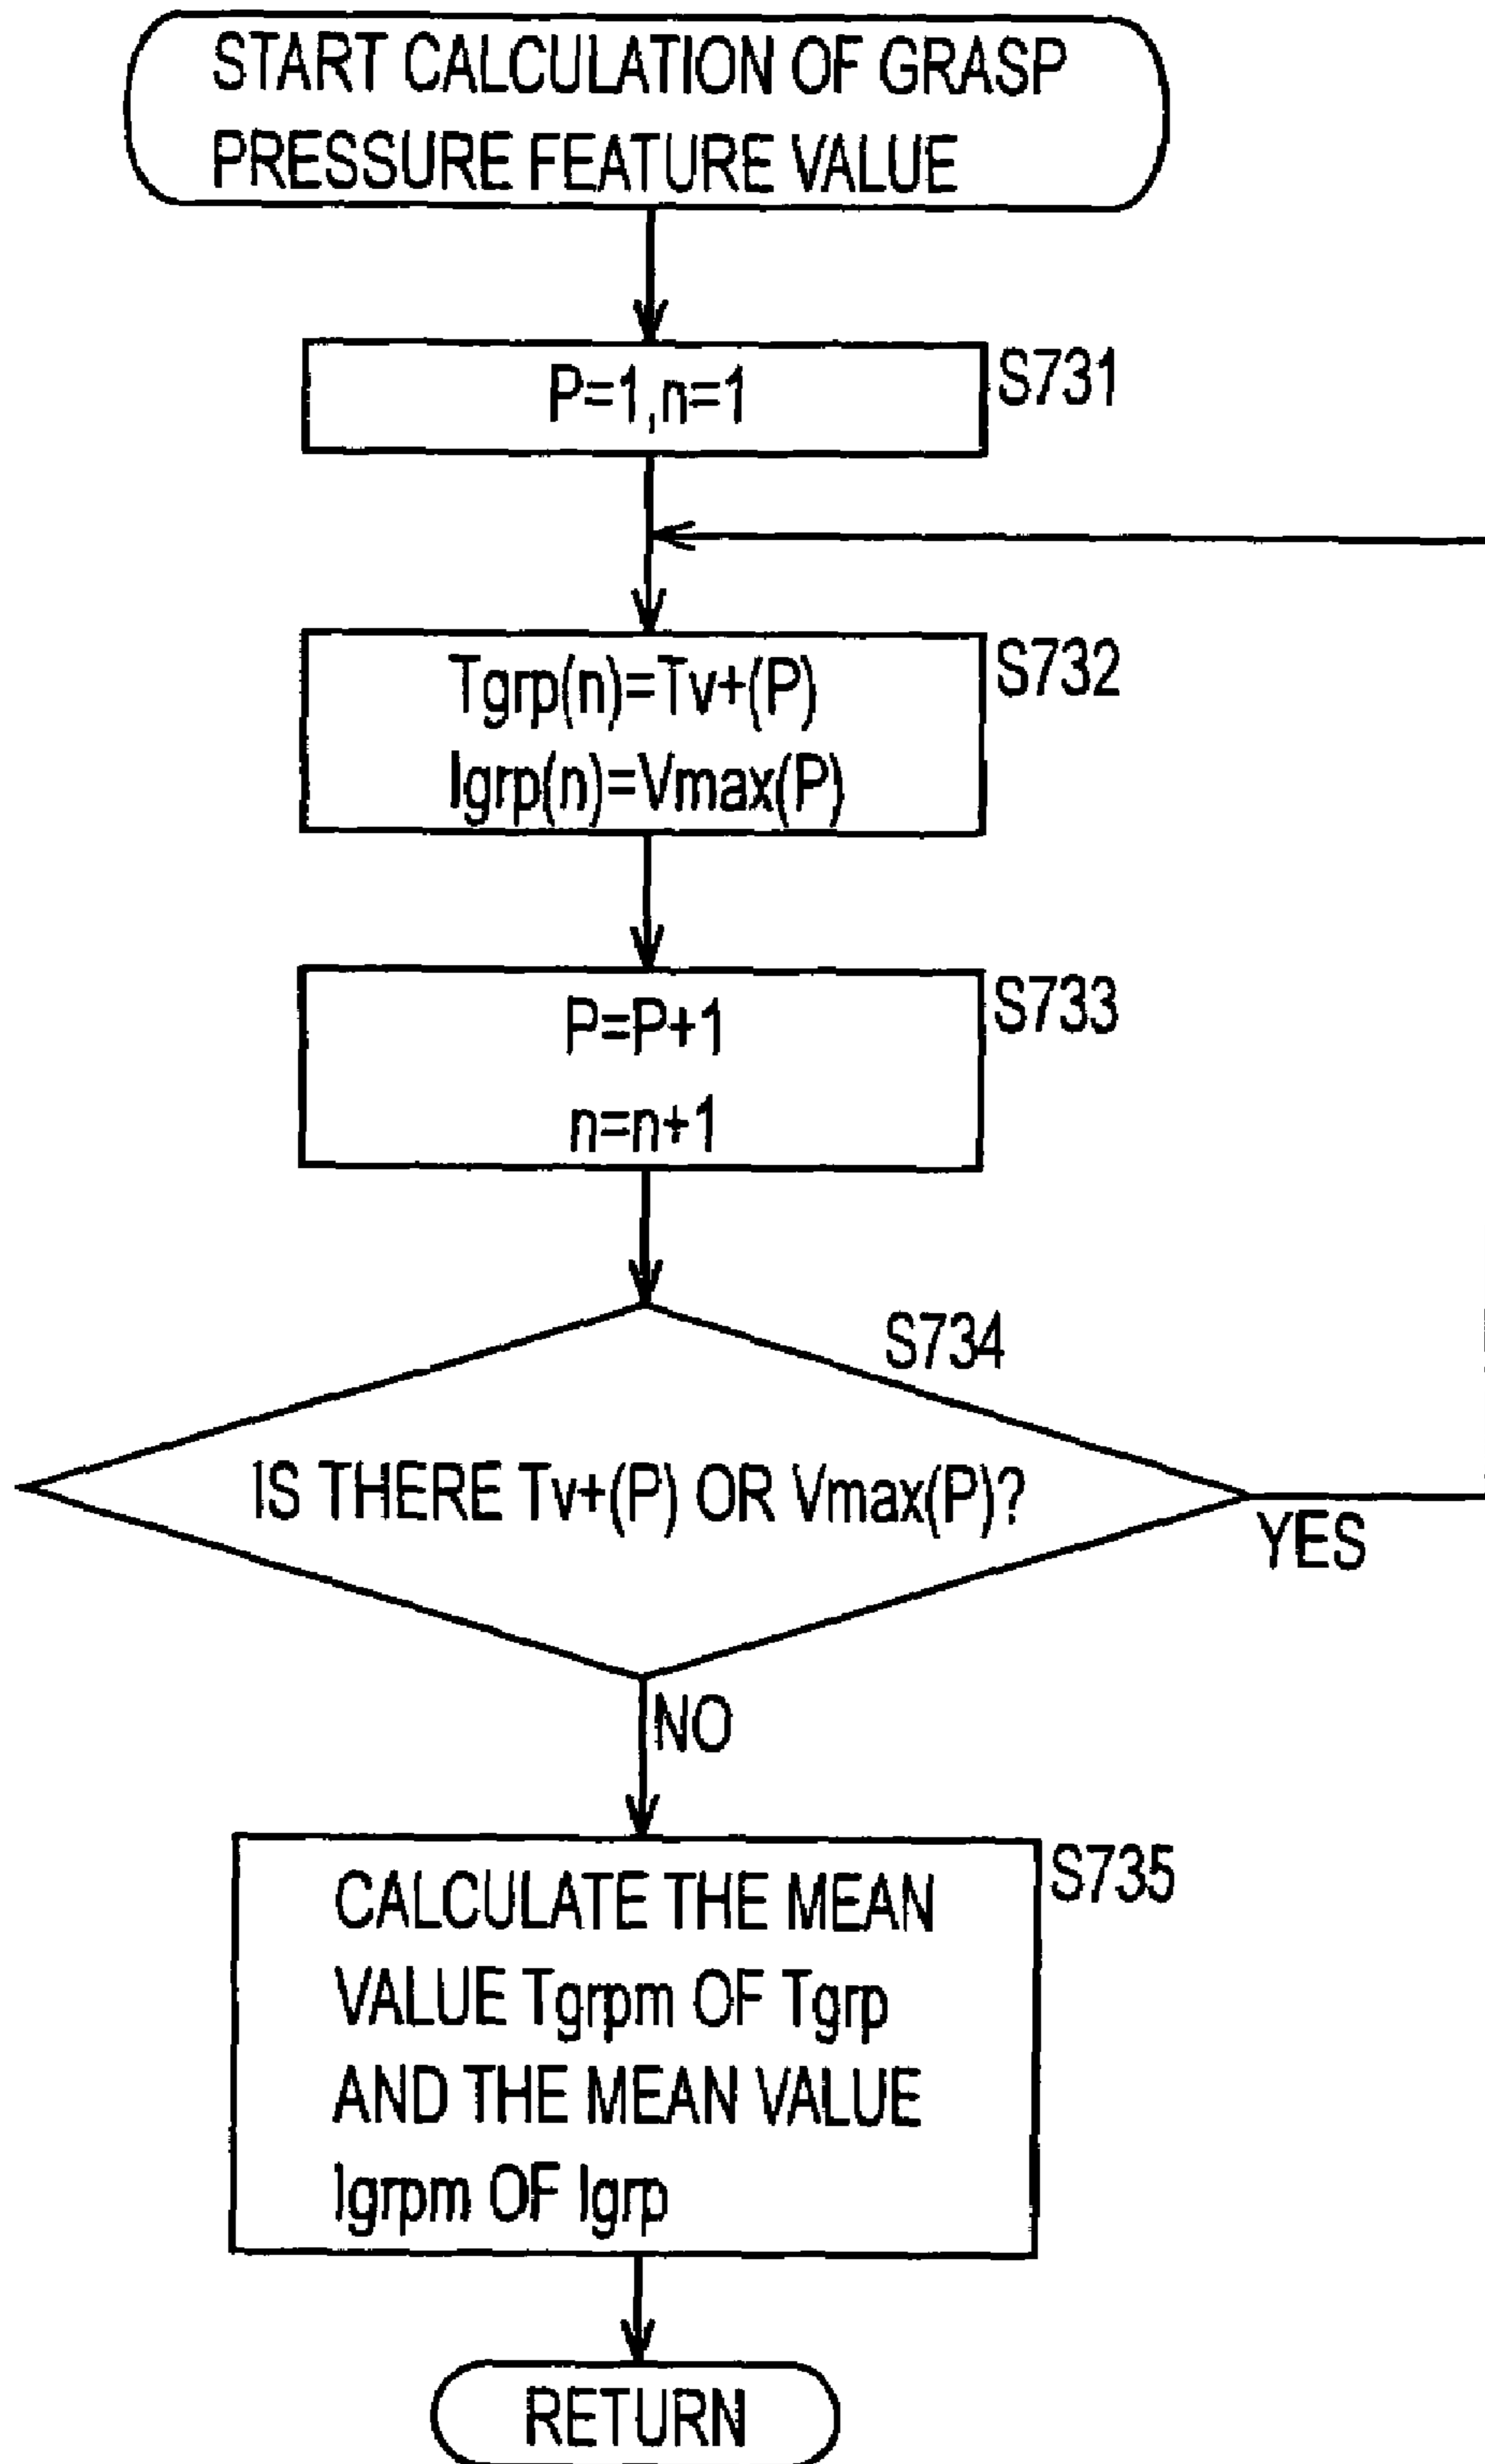 START CALCULATION OF GRASP
PRESSURE FEATURE VALUE
P=1,n=1
S731
Tgrp(n)=Tv+(P)
Igrp(n)=Vmax(P)
S732
P=P+1
n=n+1
S733
S734
IS THERE Tv+(P) OR Vmax(P)?
YES
NO
CALCULATE THE MEAN
VALUE Tgrpm OF Tgrp
AND THE MEAN VALUE
Igrpm OF Igrp
S735
RETURN